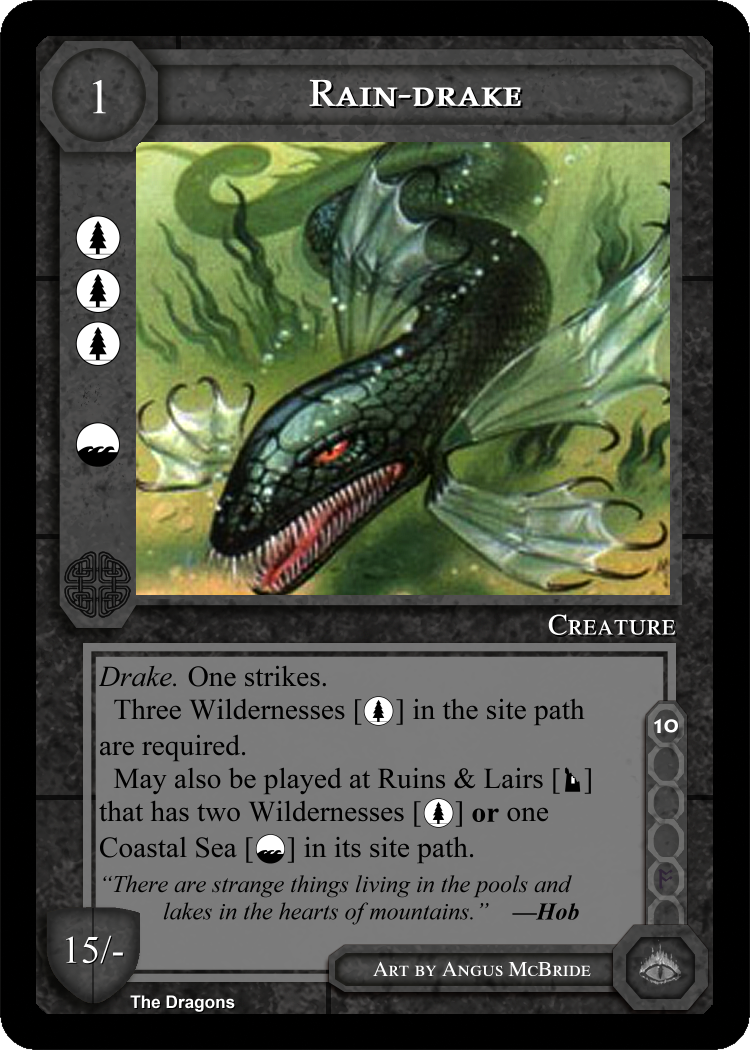 1
Rain-drake
Creature
Drake. One strikes.
Three Wildernesses [ ] in the site path
are required.
May also be played at Ruins & Lairs [ ]
that has two Wildernesses [ ] or one
Coastal Sea [ ] in its site path.
“There are strange things living in the pools and
lakes in the hearts of mountains.” —Hob
10
15/-
Art by Angus McBride
The Dragons